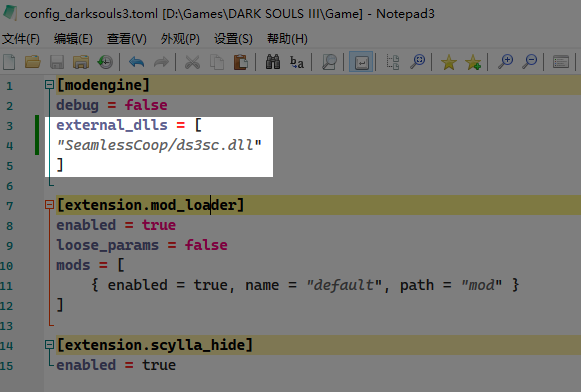 config_darksouls3.toml [D:\Games\DARK SOULS III\Game] - Notepad3
文件(F) 编辑(E) 查看(V) 外观(P) 设置(S) 帮助(H)
1 [modengine]
2 debug = false
3 external_dlls = [
4 "SeamlessCoop/ds3sc.dll"
5 ]
6
7 [extension.mod_loader]
8 enabled = true
9 loose_params = false
10 mods = [
11 { enabled = true, name = "default", path = "mod" }
12 ]
13
14 [extension.scylla_hide]
15 enabled = true